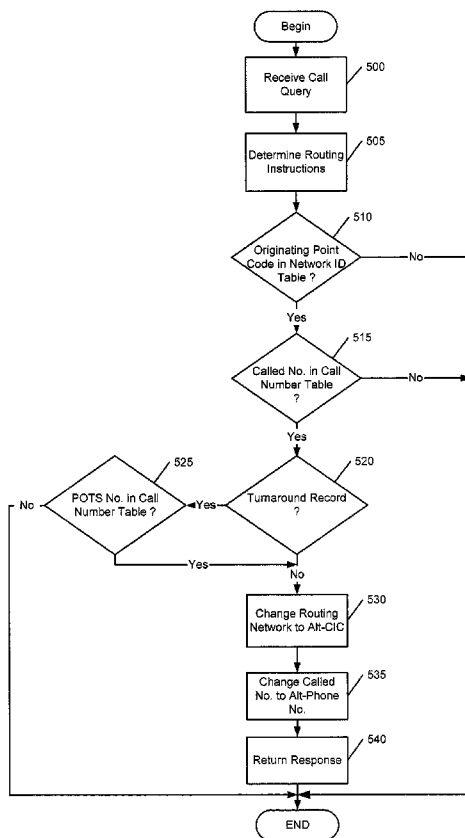 Begin
500
Receive Call
Query
505
Determine Routing
Instructions
510
Originating Point
Code in Network ID
Table ?
No
Yes
515
Called No. in Call
Number Table
?
No
Yes
525
520
No
POTS No. in Call
Number Table ?
Yes
Turnaround Record
?
Yes
No
530
Change Routing
Network to Alt-CIC
535
Change Called
No. to Alt-Phone
No.
540
Return Response
END